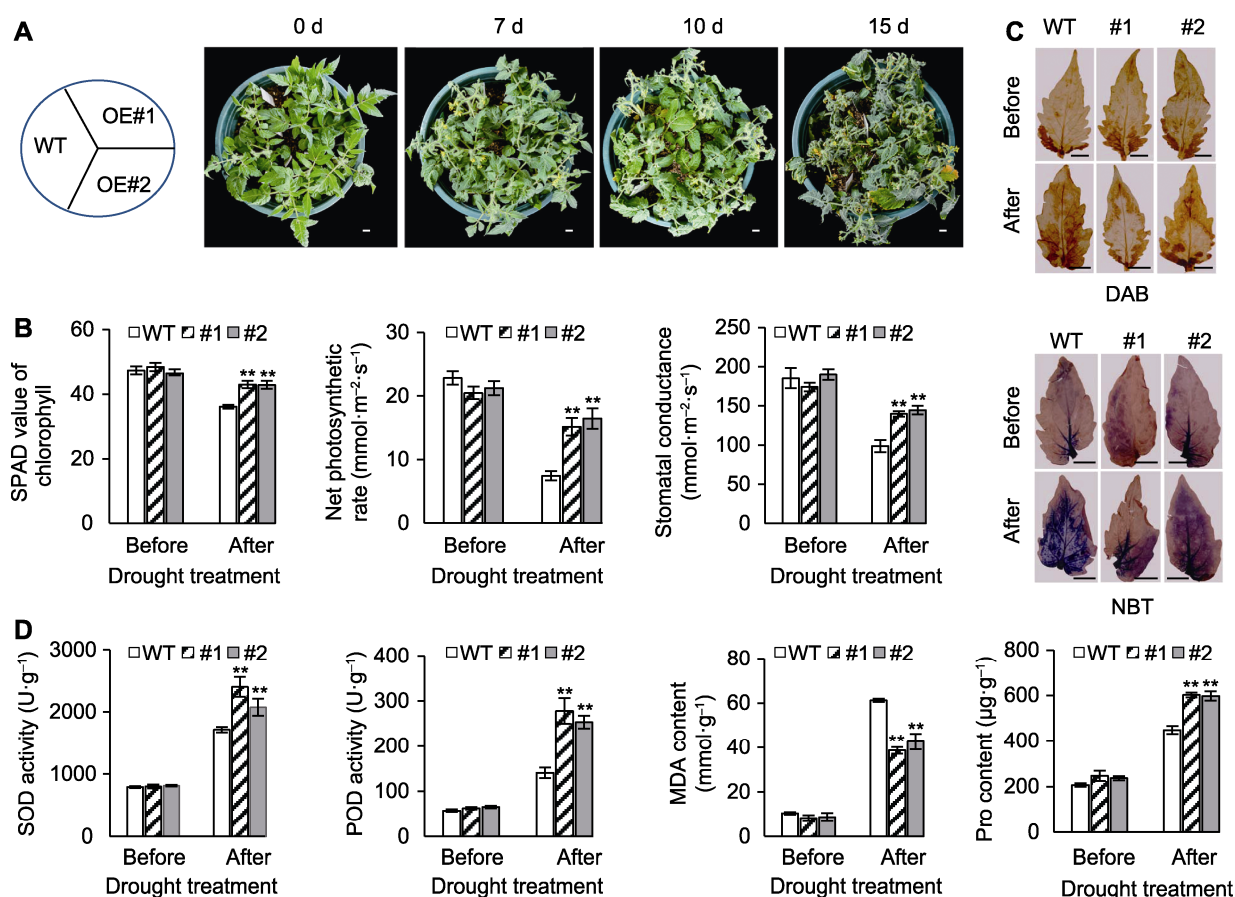 A
0 d 7 d 10 d 15 d
WT
OE#1
OE#2
C
WT #1 #2
Before
After
DAB
WT #1 #2
Before
After
NBT
B
WT #1 #2
SPAD value of
chlorophyll
60
40
20
0
** **
Before After
Drought treatment
WT #1 #2
Net photosynthetic
rate (mmol·m⁻²·s⁻¹)
30
20
10
0
** **
Before After
Drought treatment
WT #1 #2
Stomatal conductance
(mmol·m⁻²·s⁻¹)
250
200
150
100
50
0
** **
Before After
Drought treatment
D
WT #1 #2
SOD activity (U·g⁻¹)
3000
2000
1000
0
** **
Before After
Drought treatment
WT #1 #2
POD activity (U·g⁻¹)
400
300
200
100
0
** **
Before After
Drought treatment
WT #1 #2
MDA content
(mmol·g⁻¹)
80
60
40
20
0
** **
Before After
Drought treatment
WT #1 #2
Pro content (μg·g⁻¹)
800
600
400
200
0
** **
Before After
Drought treatment